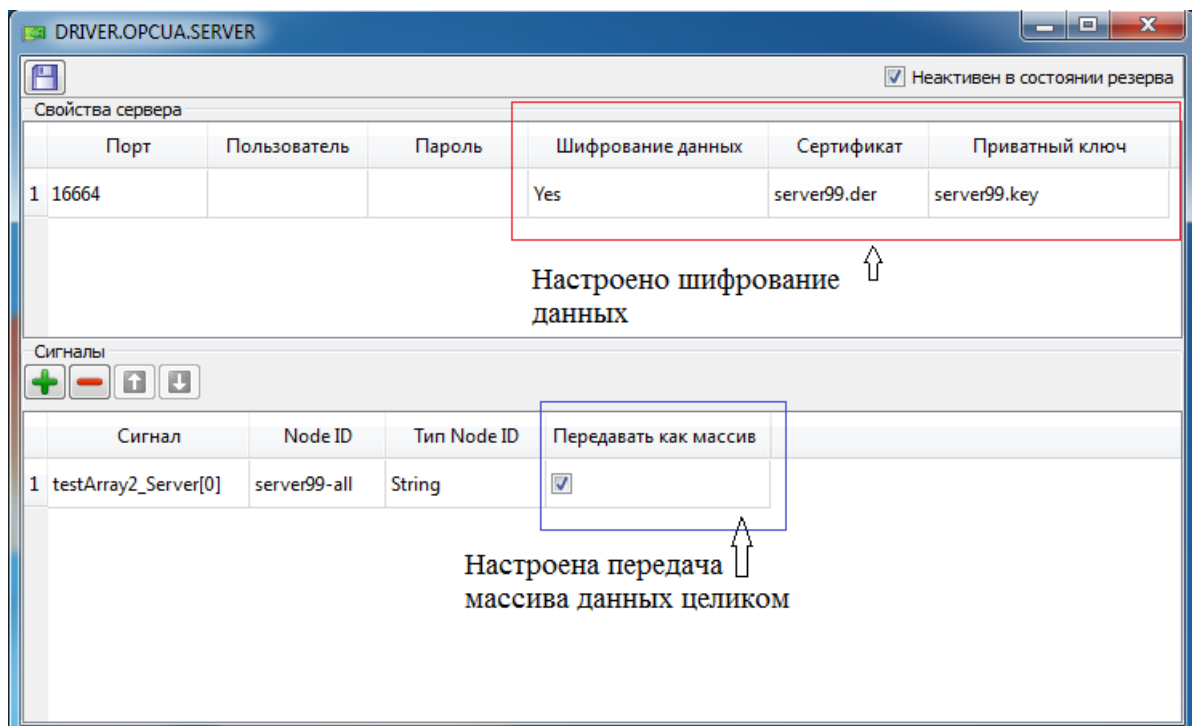 DRIVER.OPCUA.SERVER
Неактивен в состоянии резерва
Свойства сервера
Порт Пользователь Пароль Шифрование данных Сертификат Приватный ключ
1 16664 Yes server99.der server99.key
Настроено шифрование
данных
Сигналы
Сигнал Node ID Тип Node ID Передавать как массив
1 testArray2_Server[0] server99-all String
Настроена передача
массива данных целиком